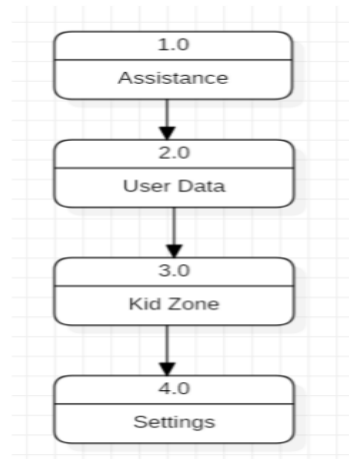 1.0
Assistance
2.0
User Data
3.0
Kid Zone
4.0
Settings